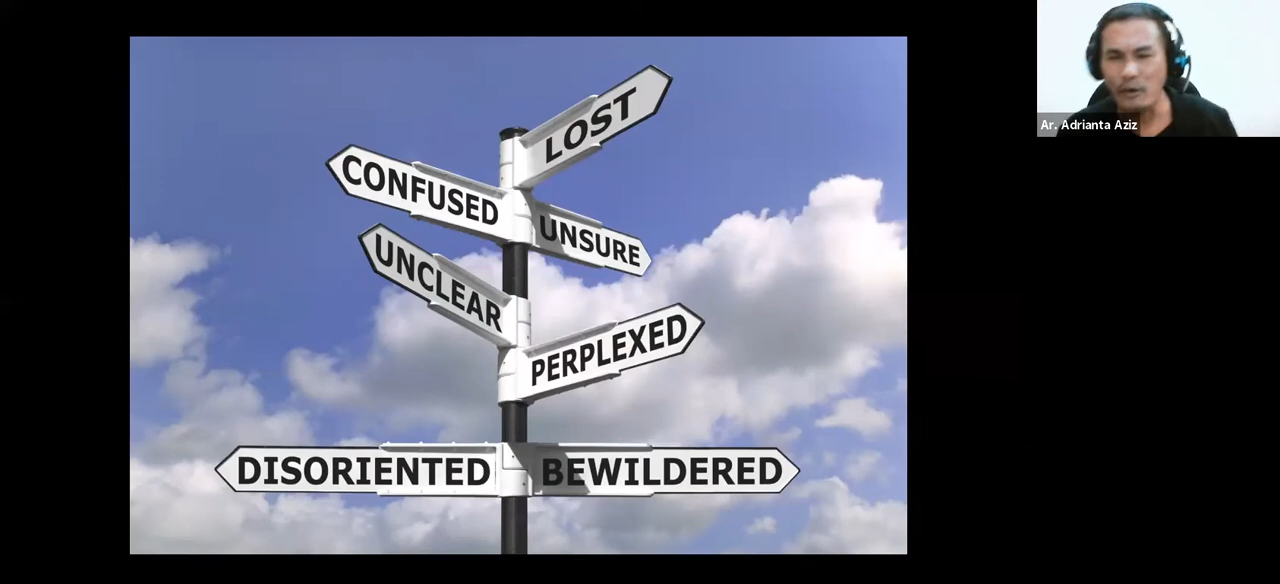 LOST
CONFUSED
UNSURE
UNCLEAR
PERPLEXED
DISORIENTED
BEWILDERED
Ar. Adrianta Aziz